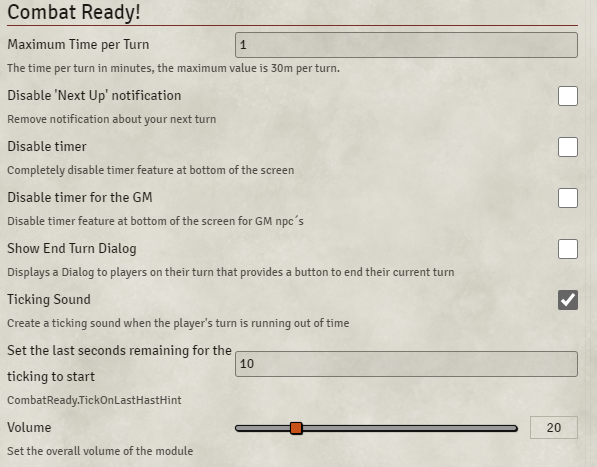 Combat Ready!
Maximum Time per Turn
1
The time per turn in minutes, the maximum value is 30m per turn.
Disable 'Next Up' notification
Remove notification about your next turn
Disable timer
Completely disable timer feature at bottom of the screen
Disable timer for the GM
Disable timer feature at bottom of the screen for GM npc´s
Show End Turn Dialog
Displays a Dialog to players on their turn that provides a button to end their current turn
Ticking Sound
Create a ticking sound when the player's turn is running out of time
Set the last seconds remaining for the
ticking to start
10
CombatReady.TickOnLastHastHint
Volume
20
Set the overall volume of the module